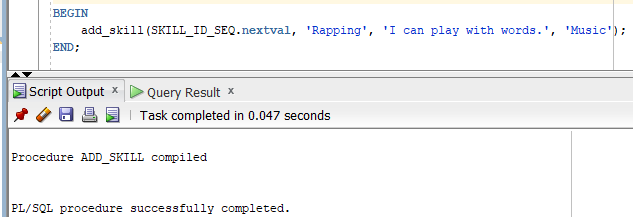 BEGIN
add_skill(SKILL_ID_SEQ.nextval, 'Rapping', 'I can play with words.', 'Music');
END;
Script Output x Query Result x
Task completed in 0.047 seconds
Procedure ADD_SKILL compiled
PL/SQL procedure successfully completed.